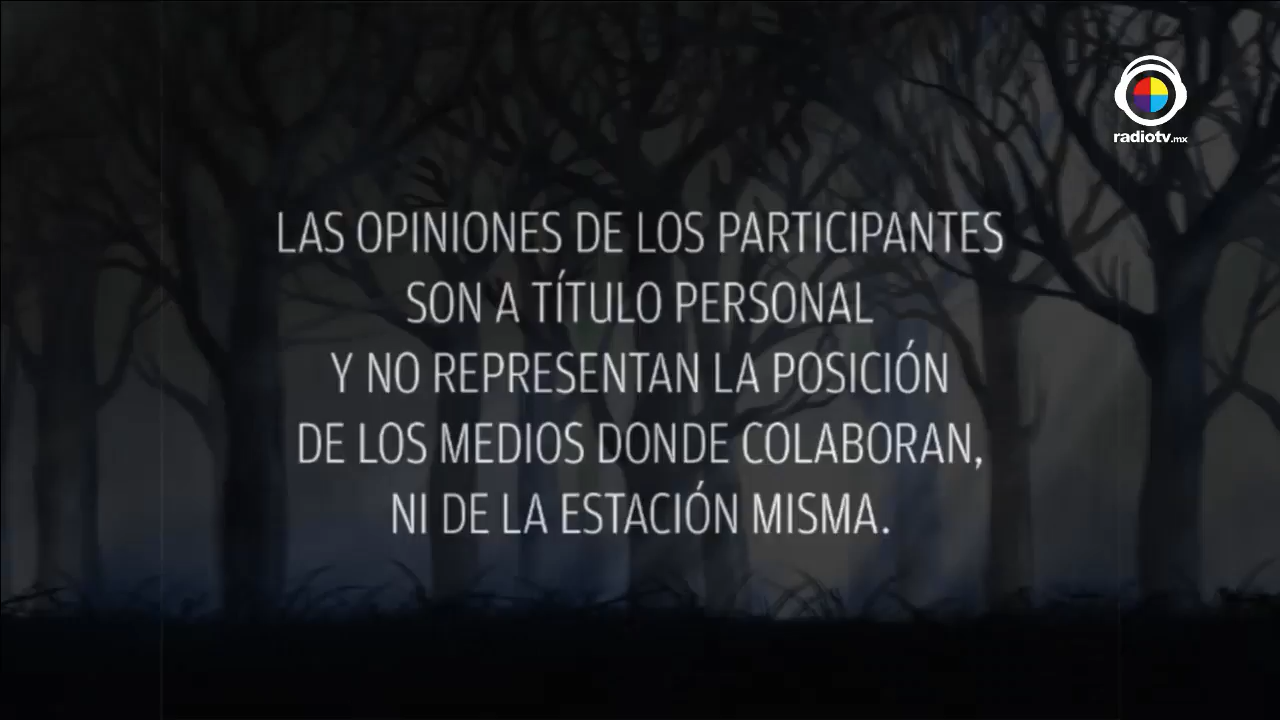 radiotv.mx
LAS OPINIONES DE LOS PARTICIPANTES
SON A TÍTULO PERSONAL
Y NO REPRESENTAN LA POSICIÓN
DE LOS MEDIOS DONDE COLABORAN,
NI DE LA ESTACIÓN MISMA.